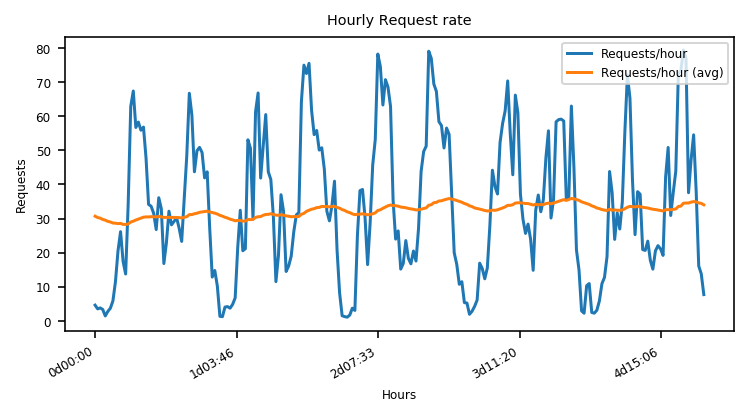 Hourly Request rate
Requests/hour
Requests/hour (avg)
Requests
80
70
60
50
40
30
20
10
0
0d00:00
1d03:46
2d07:33
3d11:20
4d15:06
Hours